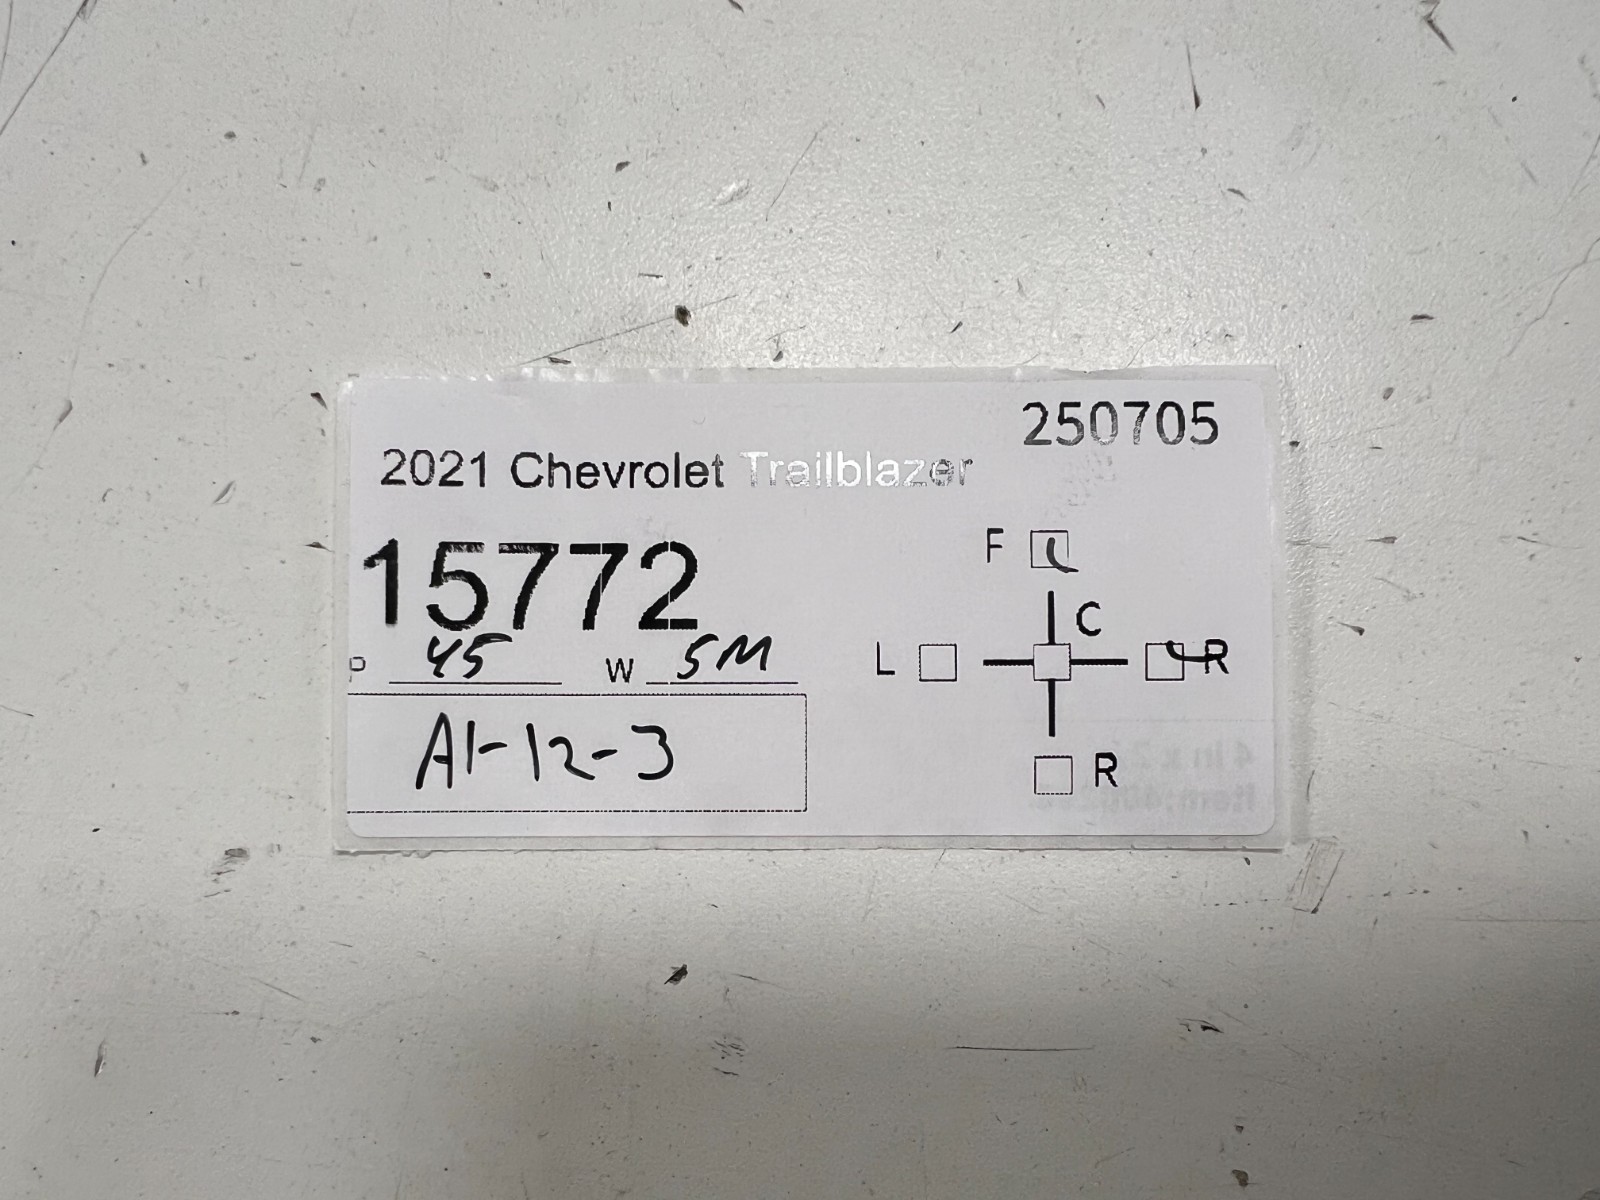 250705
2021 Chevrolet Trailblazer
15772
P 45 W 5M
A1-12-3
F
C
L R
R